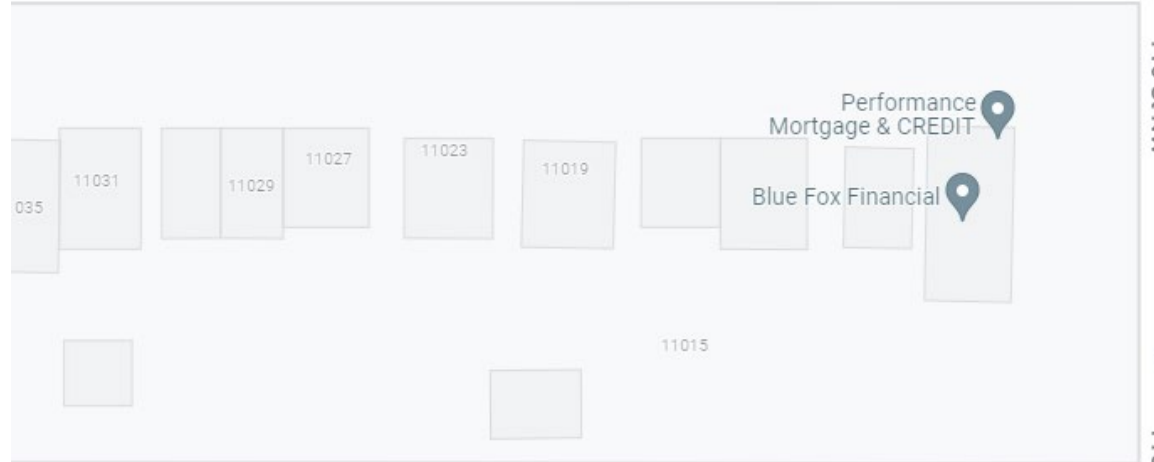 Performance
Mortgage & CREDIT
11023
11027
11019
11031
11029
Blue Fox Financial
035
11015